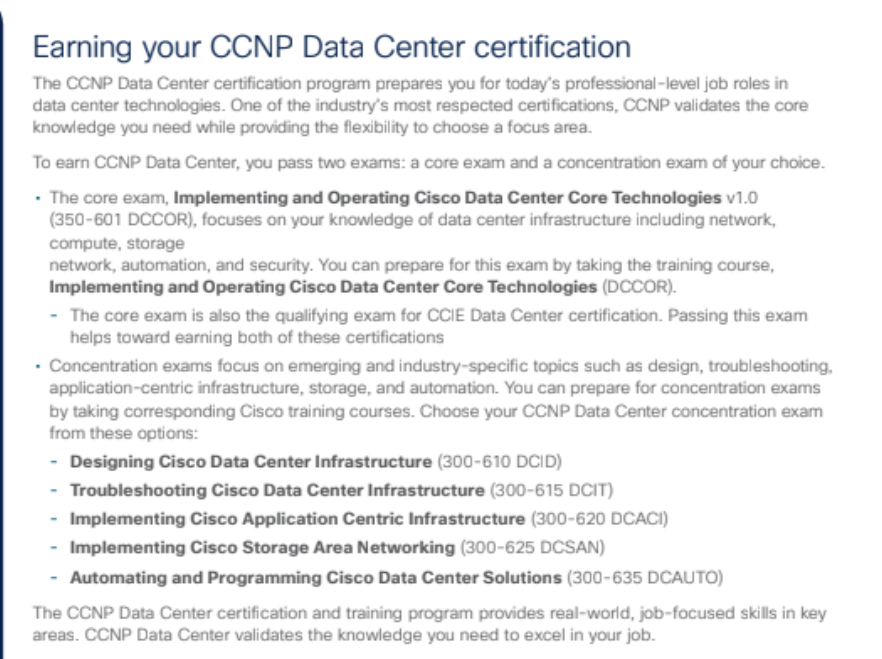 Earning your CCNP Data Center certification
The CCNP Data Center certification program prepares you for today's professional-level job roles in
data center technologies. One of the industry's most respected certifications, CCNP validates the core
knowledge you need while providing the flexibility to choose a focus area.
To earn CCNP Data Center, you pass two exams: a core exam and a concentration exam of your choice.
• The core exam, Implementing and Operating Cisco Data Center Core Technologies v1.0
(350-601 DCCOR), focuses on your knowledge of data center infrastructure including network,
compute, storage
network, automation, and security. You can prepare for this exam by taking the training course,
Implementing and Operating Cisco Data Center Core Technologies (DCCOR).
- The core exam is also the qualifying exam for CCIE Data Center certification. Passing this exam
helps toward earning both of these certifications
• Concentration exams focus on emerging and industry-specific topics such as design, troubleshooting,
application-centric infrastructure, storage, and automation. You can prepare for concentration exams
by taking corresponding Cisco training courses. Choose your CCNP Data Center concentration exam
from these options:
- Designing Cisco Data Center Infrastructure (300-610 DCID)
- Troubleshooting Cisco Data Center Infrastructure (300-615 DCIT)
- Implementing Cisco Application Centric Infrastructure (300-620 DCACI)
- Implementing Cisco Storage Area Networking (300-625 DCSAN)
- Automating and Programming Cisco Data Center Solutions (300-635 DCAUTO)
The CCNP Data Center certification and training program provides real-world, job-focused skills in key
areas. CCNP Data Center validates the knowledge you need to excel in your job.